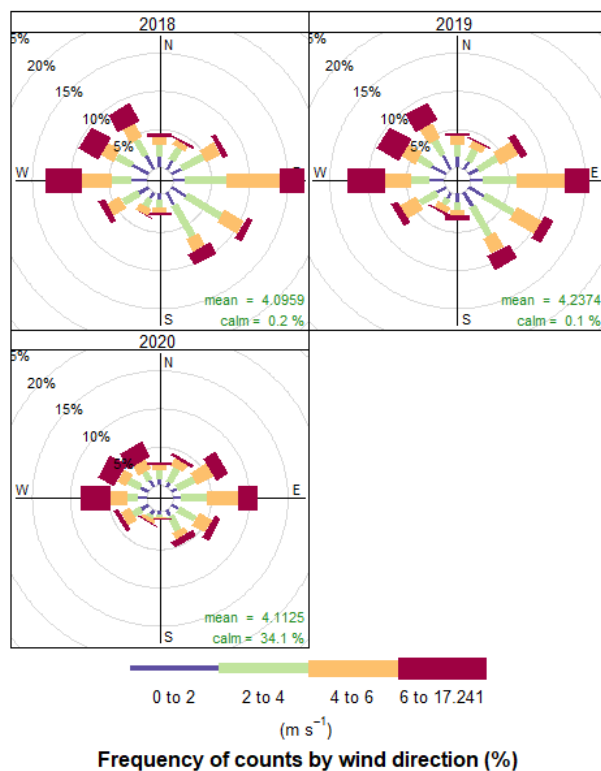 2018
2019
N
5%
20%
15%
10%
5%
W
S
mean = 4.0959
calm = 0.2 %
N
5%
20%
15%
10%
5%
W
E
S
mean = 4.2374
calm = 0.1 %
2020
N
5%
20%
15%
10%
5%
W
E
S
mean = 4.1125
calm = 34.1 %
0 to 2
2 to 4
4 to 6
6 to 17.241
(m s⁻¹)
Frequency of counts by wind direction (%)